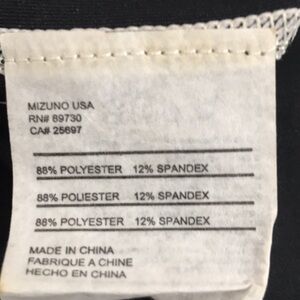 MIZUNO USA
RN# 69730
CA# 25697
88% POLYESTER 12% SPANDEX
88% POLIESTER 12% SPANDEX
88% POLYESTER 12% SPANDEX
MADE IN CHINA
FABRIQUE A CHINE
HECHO EN CHINA